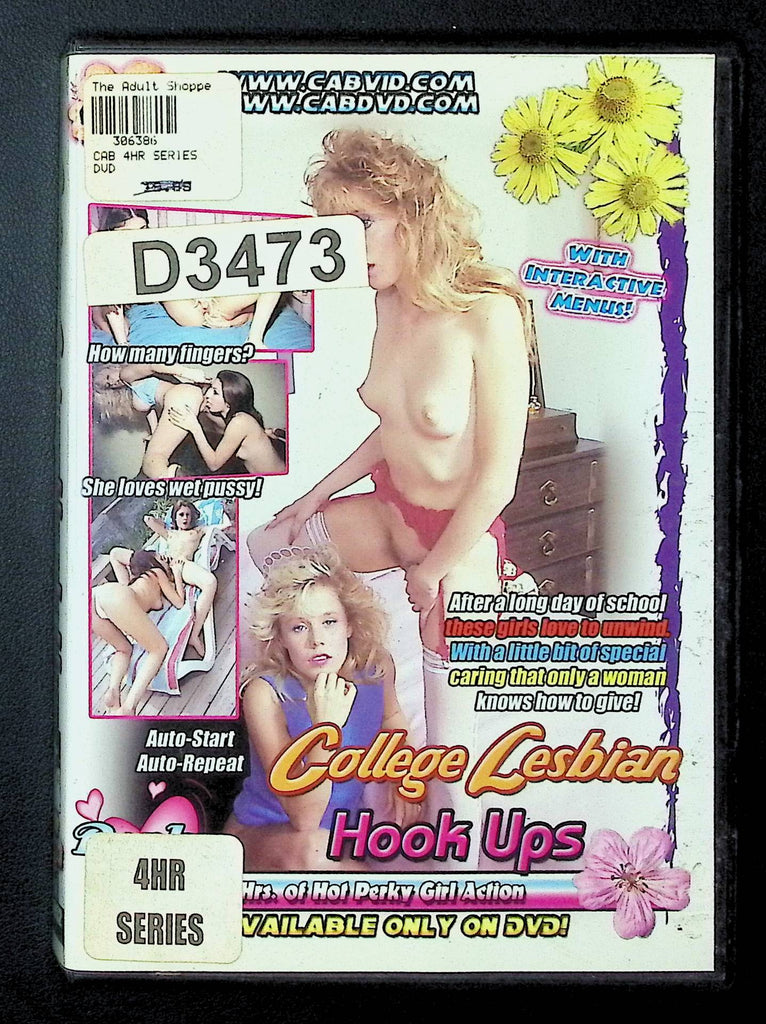 The Adult Shoppe
306386
CAB 4HR SERIES
DVD
WWW.CABVID.COM
WWW.CABDVD.COM
D3473
WITH
INTERACTIVE
MENUS!
How many fingers?
She loves wet pussy!
After a long day of school
these girls love to unwind.
With a little bit of special
caring that only a woman
knows how to give!
Auto-Start
Auto-Repeat
College Lesbian
Hook Ups
4HR
SERIES
Hrs. of Hot Perky Girl Action
AVAILABLE ONLY ON DVD!